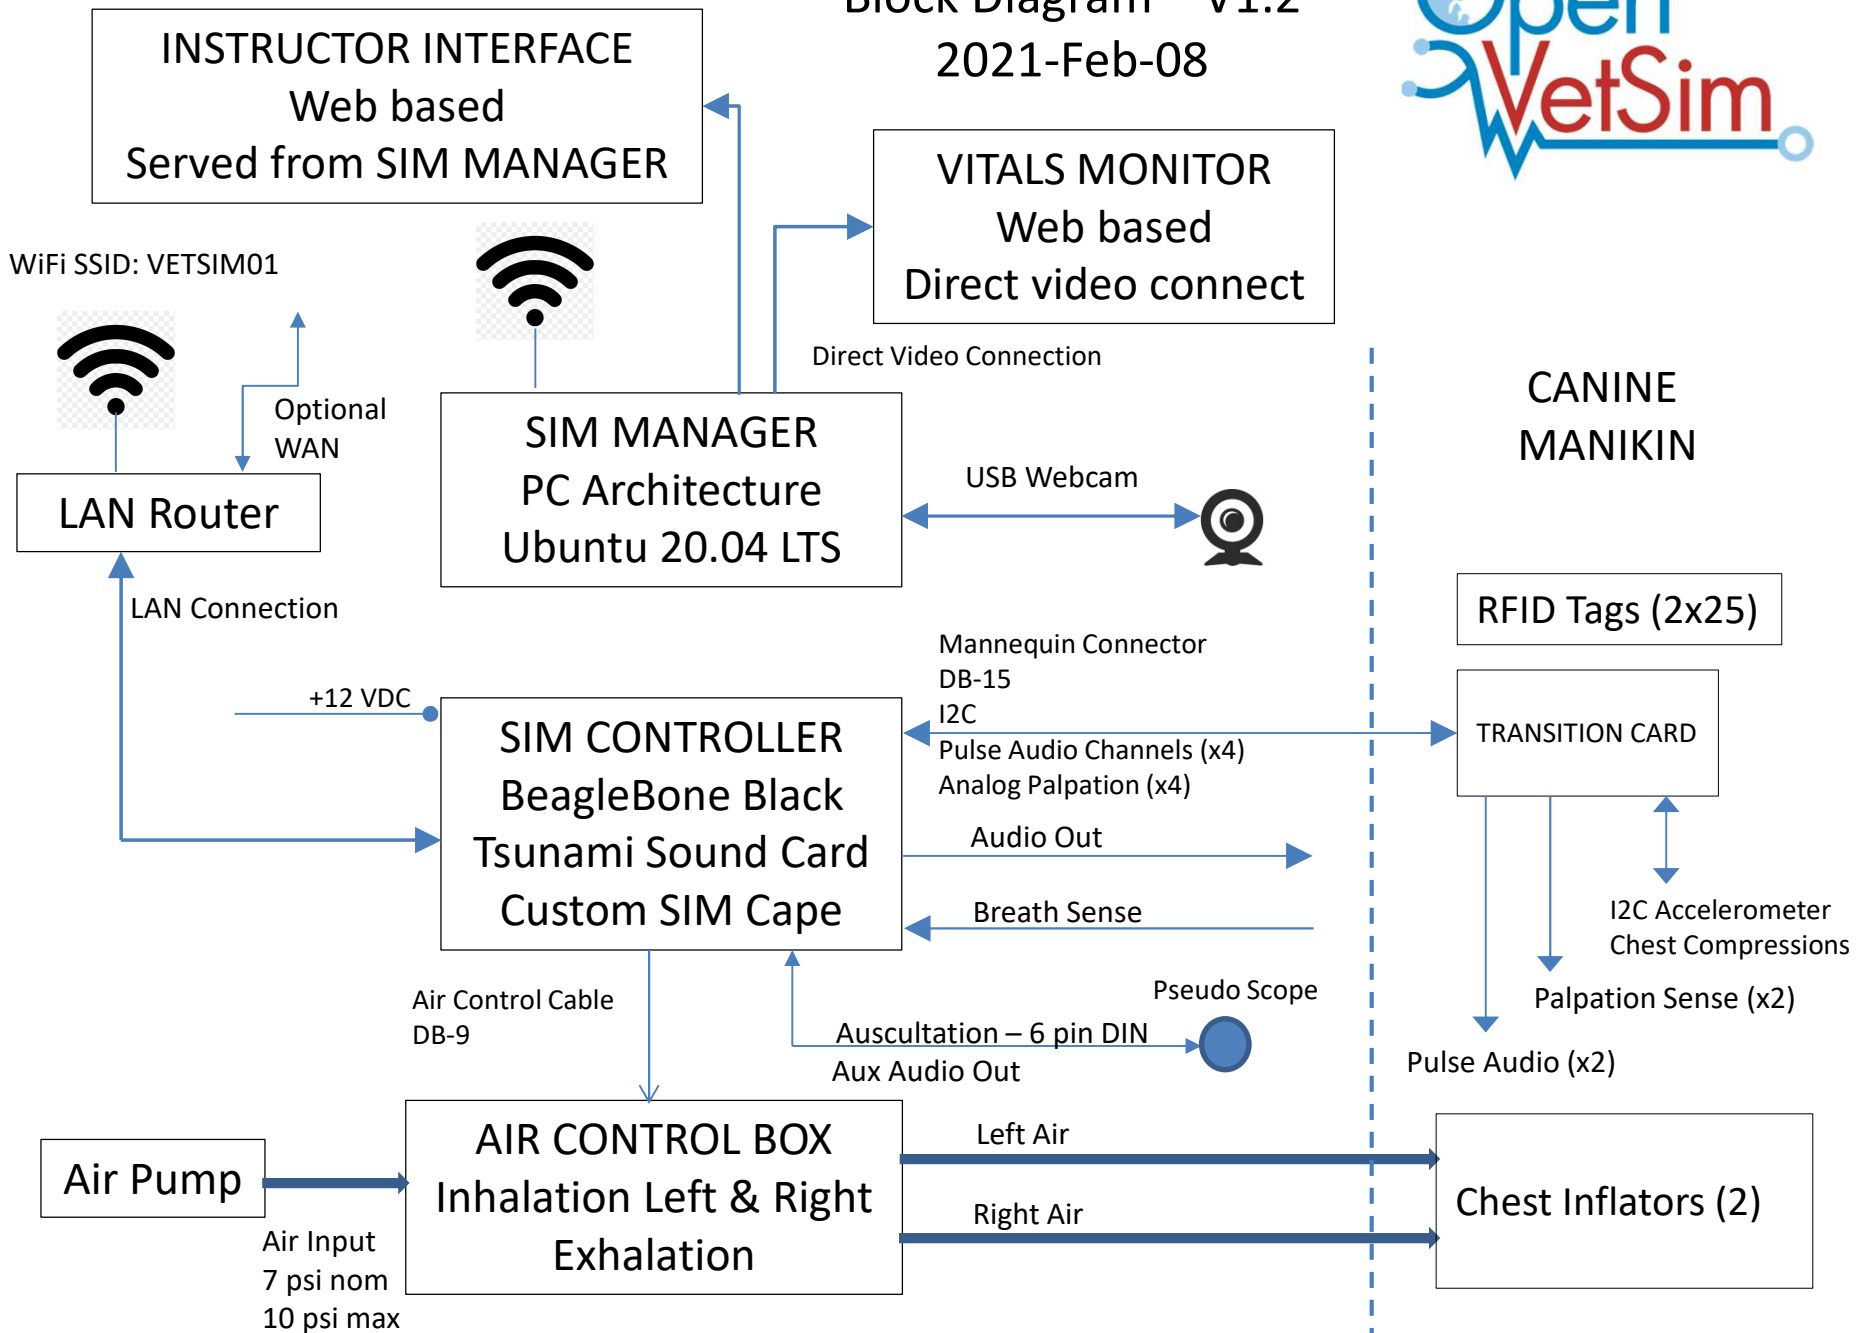 Block Diagram – V1.2
2021-Feb-08
Open
VetSim
INSTRUCTOR INTERFACE
Web based
Served from SIM MANAGER
VITALS MONITOR
Web based
Direct video connect
WiFi SSID: VETSIM01
Optional
WAN
Direct Video Connection
LAN Router
SIM MANAGER
PC Architecture
Ubuntu 20.04 LTS
USB Webcam
CANINE
MANIKIN
LAN Connection
RFID Tags (2x25)
Mannequin Connector
DB-15
I2C
Pulse Audio Channels (x4)
Analog Palpation (x4)
+12 VDC
SIM CONTROLLER
BeagleBone Black
Tsunami Sound Card
Custom SIM Cape
TRANSITION CARD
Audio Out
Breath Sense
I2C Accelerometer
Chest Compressions
Palpation Sense (x2)
Pulse Audio (x2)
Air Control Cable
DB-9
Pseudo Scope
Auscultation – 6 pin DIN
Aux Audio Out
Air Pump
Air Input
7 psi nom
10 psi max
AIR CONTROL BOX
Inhalation Left & Right
Exhalation
Left Air
Right Air
Chest Inflators (2)